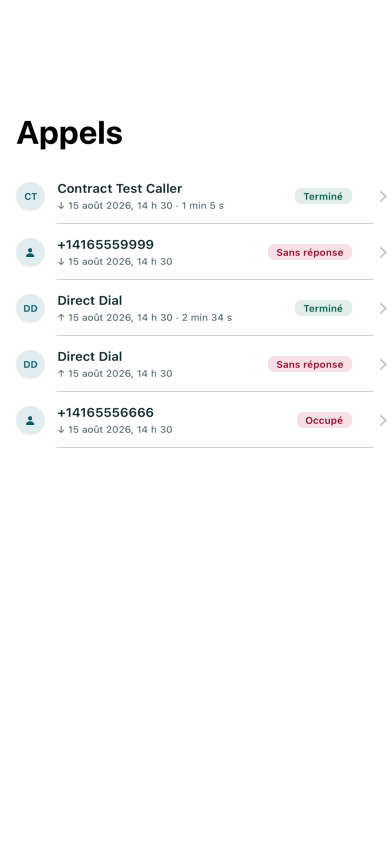 Appels
CT
Contract Test Caller
↓ 15 août 2026, 14 h 30 · 1 min 5 s
Terminé
+14165559999
↓ 15 août 2026, 14 h 30
Sans réponse
DD
Direct Dial
↑ 15 août 2026, 14 h 30 · 2 min 34 s
Terminé
DD
Direct Dial
↑ 15 août 2026, 14 h 30
Sans réponse
+14165556666
↓ 15 août 2026, 14 h 30
Occupé